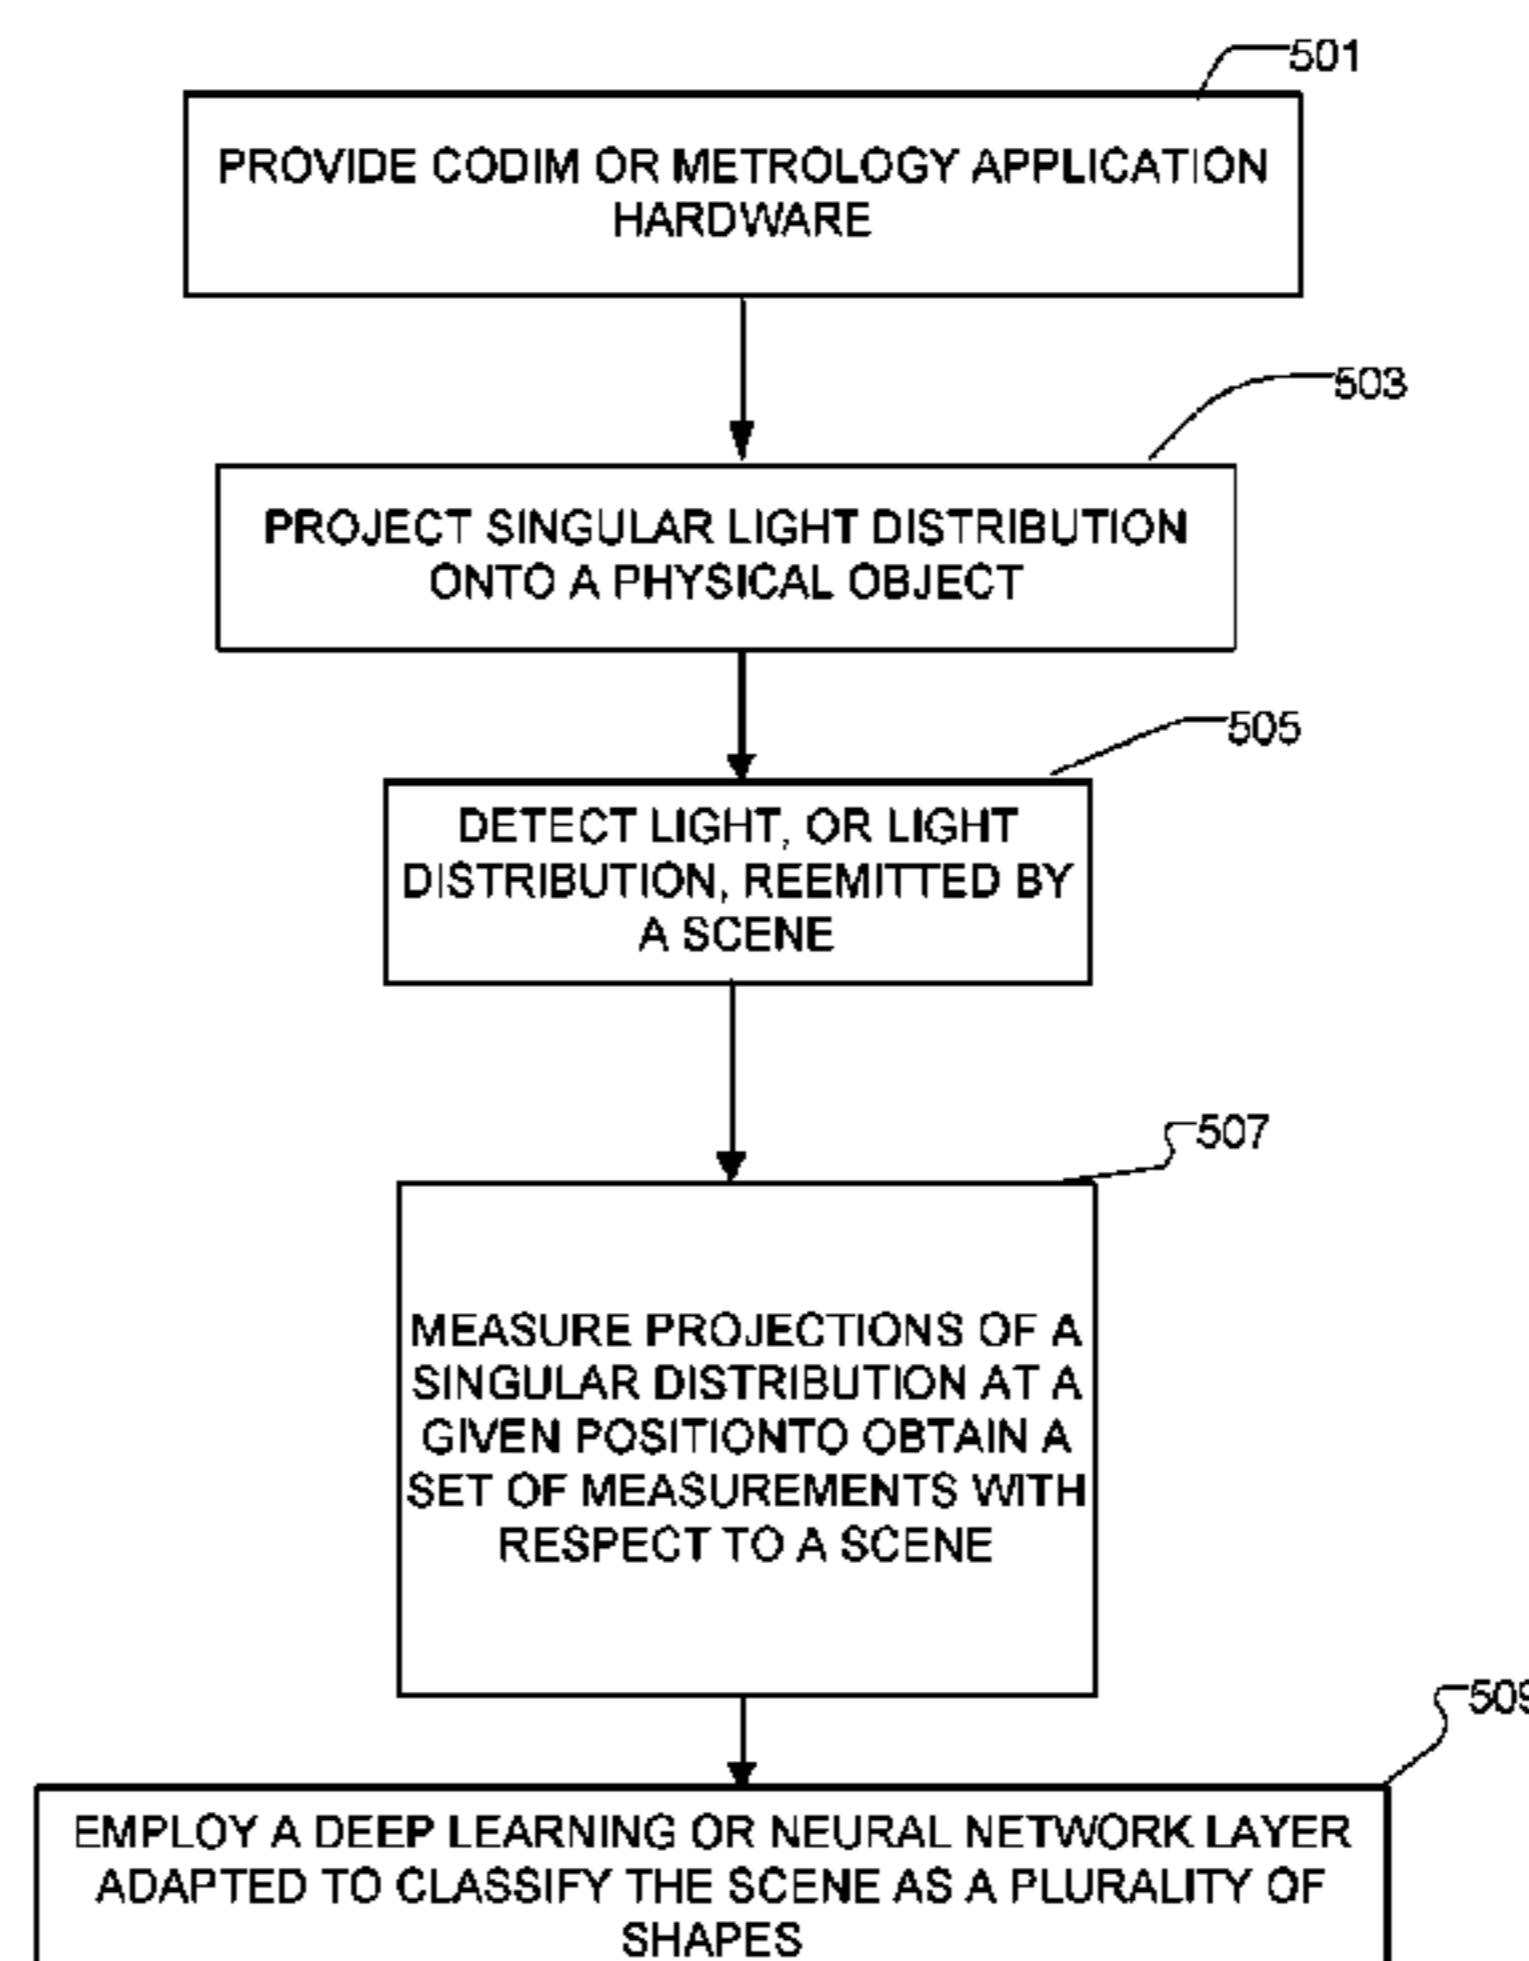 501
PROVIDE CODIM OR METROLOGY APPLICATION
HARDWARE
503
PROJECT SINGULAR LIGHT DISTRIBUTION
ONTO A PHYSICAL OBJECT
505
DETECT LIGHT, OR LIGHT
DISTRIBUTION, REEMITTED BY
A SCENE
507
MEASURE PROJECTIONS OF A
SINGULAR DISTRIBUTION AT A
GIVEN POSITIONTO OBTAIN A
SET OF MEASUREMENTS WITH
RESPECT TO A SCENE
509
EMPLOY A DEEP LEARNING OR NEURAL NETWORK LAYER
ADAPTED TO CLASSIFY THE SCENE AS A PLURALITY OF
SHAPES